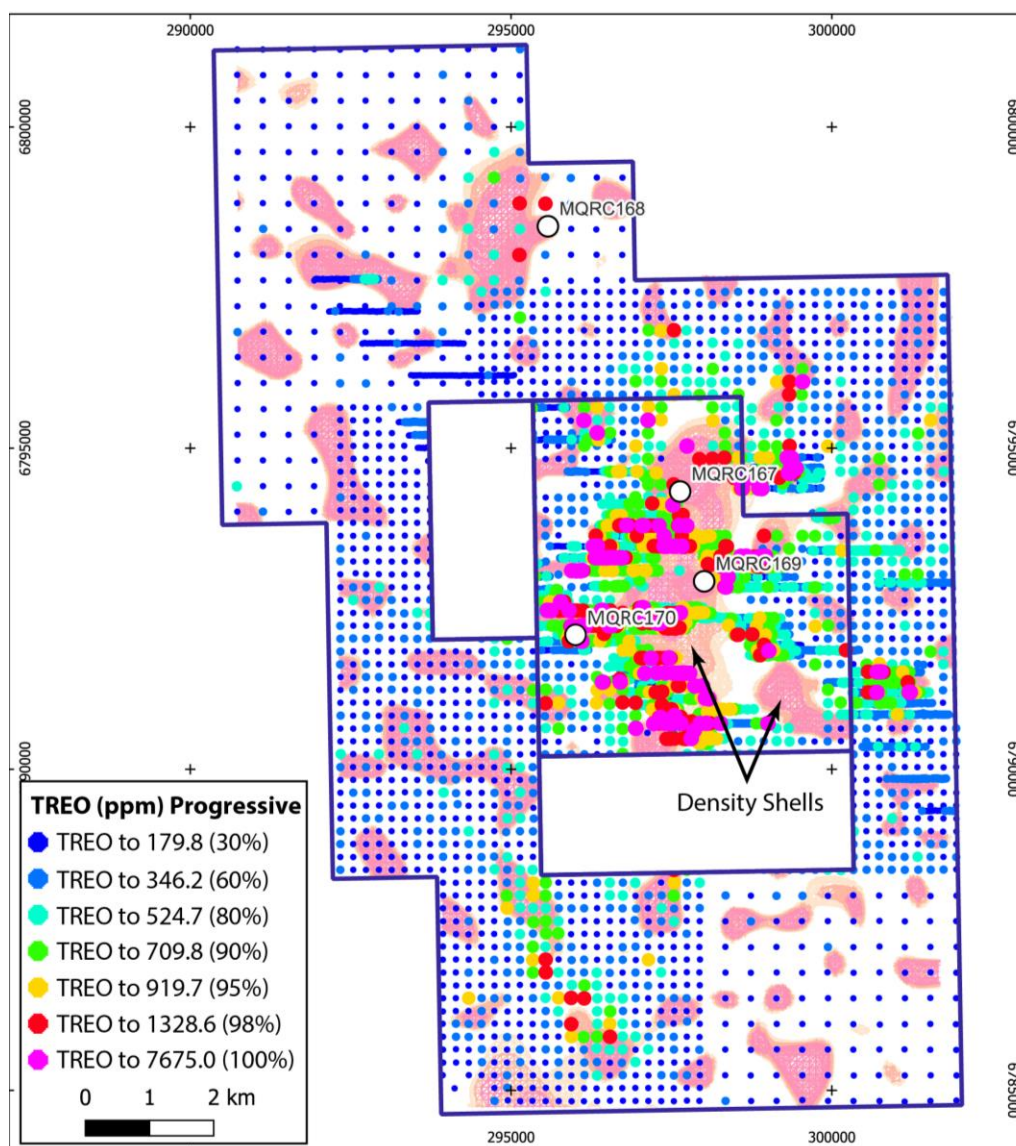 290000
295000
300000
6800000
6800000
MQRC168
6795000
6795000
MQRC167
MQRC169
MQRC170
90000
6790000
Density Shells
TREO (ppm) Progressive
TREO to 179.8 (30%)
TREO to 346.2 (60%)
TREO to 524.7 (80%)
TREO to 709.8 (90%)
TREO to 919.7 (95%)
TREO to 1328.6 (98%)
TREO to 7675.0 (100%)
0 1 2 km
6785000
295000
300000